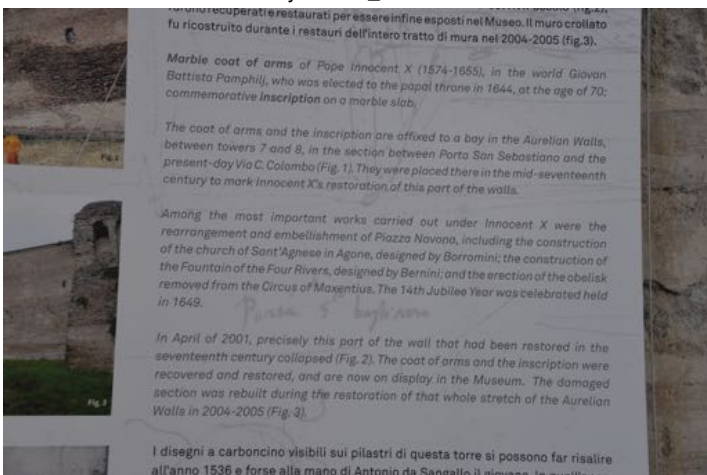 furono recuperati e restaurati per essere infine esposti nel Museo. Il muro crollato
fu ricostruito durante i restauri dell'intero tratto di mura nel 2004-2005 (fig.3).
Marble coat of arms of Pope Innocent X (1574-1655), in the world Giovan
Battista Pamphilj, who was elected to the papal throne in 1644, at the age of 70;
commemorative inscription on a marble slab.
The coat of arms and the inscription are affixed to a bay in the Aurelian Walls,
between towers 7 and 8, in the section between Porta San Sebastiano and the
present-day Via C. Colombo (Fig. 1). They were placed there in the mid-seventeenth
century to mark Innocent X's restoration of this part of the walls.
Among the most important works carried out under Innocent X were the
rearrangement and embellishment of Piazza Navona, including the construction
of the church of Sant'Agnese in Agone, designed by Borromini; the construction of
the Fountain of the Four Rivers, designed by Bernini; and the erection of the obelisk
removed from the Circus of Maxentius. The 14th Jubilee Year was celebrated held
in 1649.
In April of 2001, precisely this part of the wall that had been restored in the
seventeenth century collapsed (Fig. 2). The coat of arms and the inscription were
recovered and restored, and are now on display in the Museum. The damaged
section was rebuilt during the restoration of that whole stretch of the Aurelian
Walls in 2004-2005 (Fig. 3).
I disegni a carboncino visibili sui pilastri di questa torre si possono far risalire
all'anno 1536 e forse alla mano di Antonio da Sangallo il giovane
Fig. 2
Fig. 3